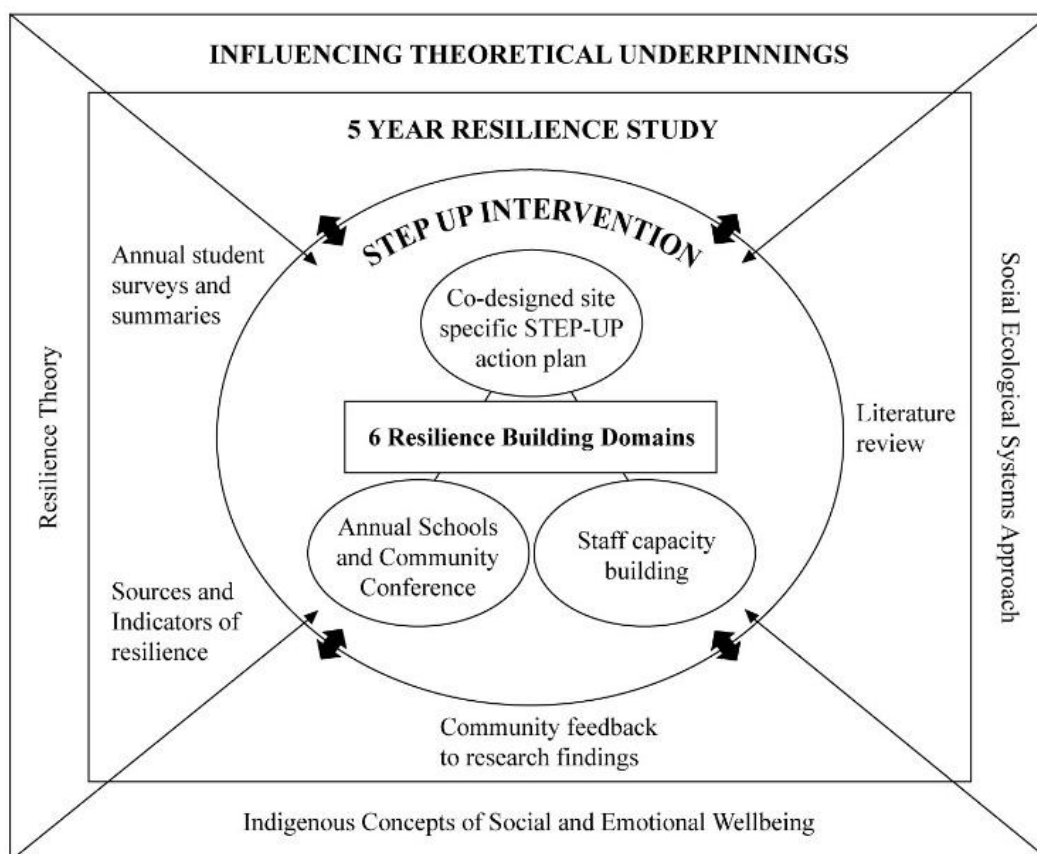 INFLUENCING THEORETICAL UNDERPINNINGS
5 YEAR RESILIENCE STUDY
STEP UP INTERVENTION
Annual student
surveys and
summaries
Co-designed site
specific STEP-UP
action plan
6 Resilience Building Domains
Literature
review
Resilience Theory
Social Ecological Systems Approach
Annual Schools
and Community
Conference
Staff capacity
building
Sources and
Indicators of
resilience
Community feedback
to research findings
Indigenous Concepts of Social and Emotional Wellbeing